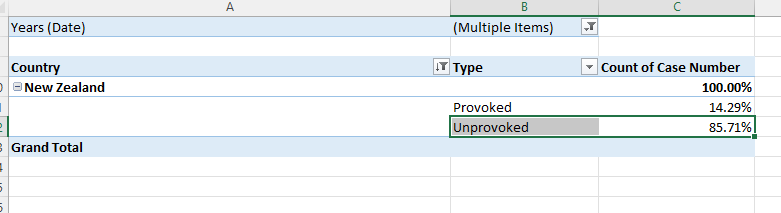 A B C
Years (Date) (Multiple Items)
Country Type Count of Case Number
New Zealand 100.00%
Provoked 14.29%
Unprovoked 85.71%
Grand Total